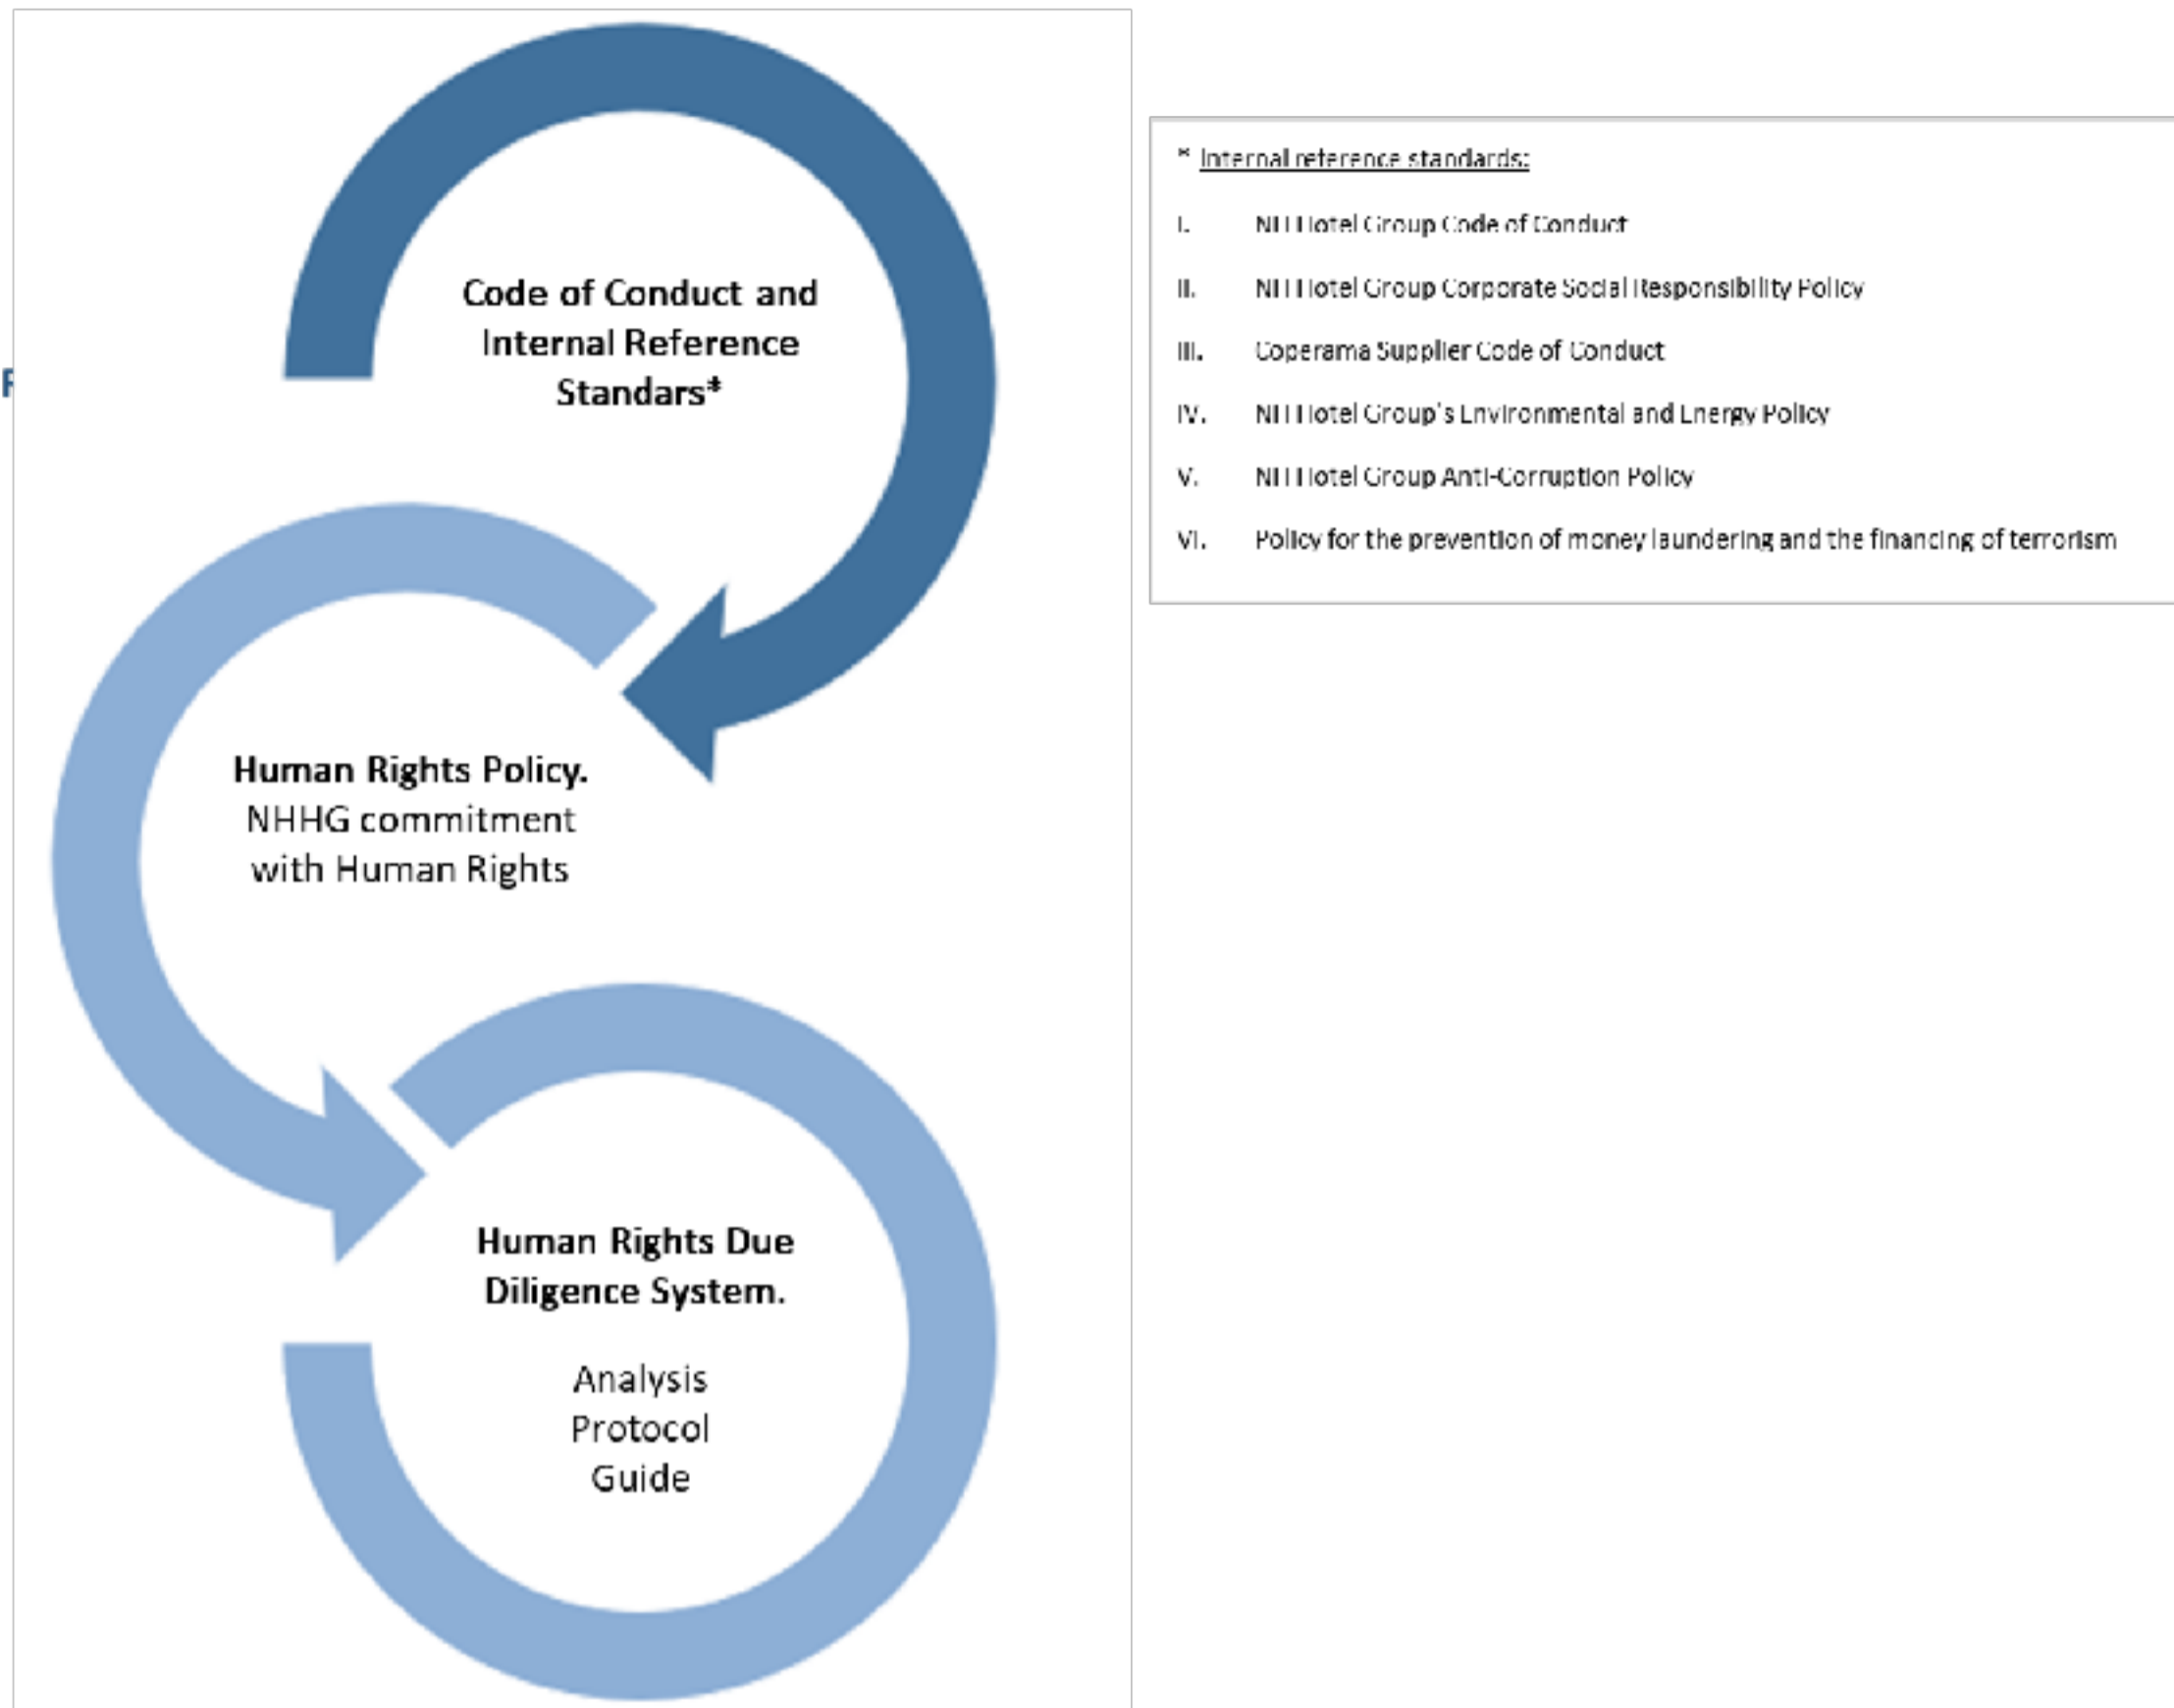 Code of Conduct and
Internal Reference
Standars*
Human Rights Policy.
NHHG commitment
with Human Rights
Human Rights Due
Diligence System.
Analysis
Protocol
Guide
* Internal reference standards:
I. NH Hotel Group Code of Conduct
II. NH Hotel Group Corporate Social Responsibility Policy
III. Coperama Supplier Code of Conduct
IV. NH Hotel Group's Environmental and Energy Policy
V. NH Hotel Group Anti-Corruption Policy
VI. Policy for the prevention of money laundering and the financing of terrorism